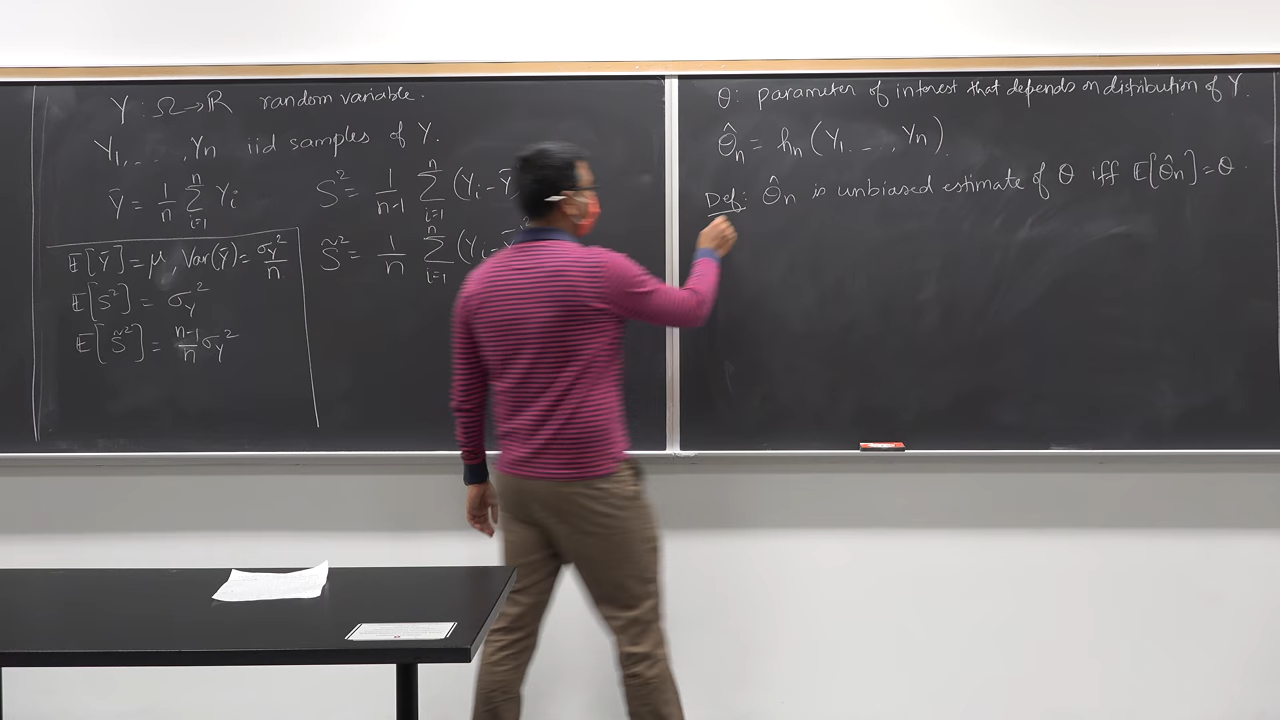 Y : Ω → ℝ random variable.
Y₁, ..., Yₙ iid samples of Y.
Ȳ = 1/n Σᵢ₌₁ⁿ Yᵢ
S² = 1/(n-1) Σᵢ₌₁ⁿ (Yᵢ - Ȳ
S̃² = 1/n Σᵢ₌₁ⁿ (Yᵢ -
𝔼[Ȳ] = μ, Var(Ȳ) = σ_Y²/n
𝔼[S²] = σ_Y²
𝔼[S̃²] = (n-1)/n σ_Y²
θ: parameter of interest that depends on distribution of Y.
θ̂ₙ = hₙ(Y₁, ..., Yₙ).
Def: θ̂ₙ is unbiased estimate of θ iff 𝔼[θ̂ₙ] = θ.